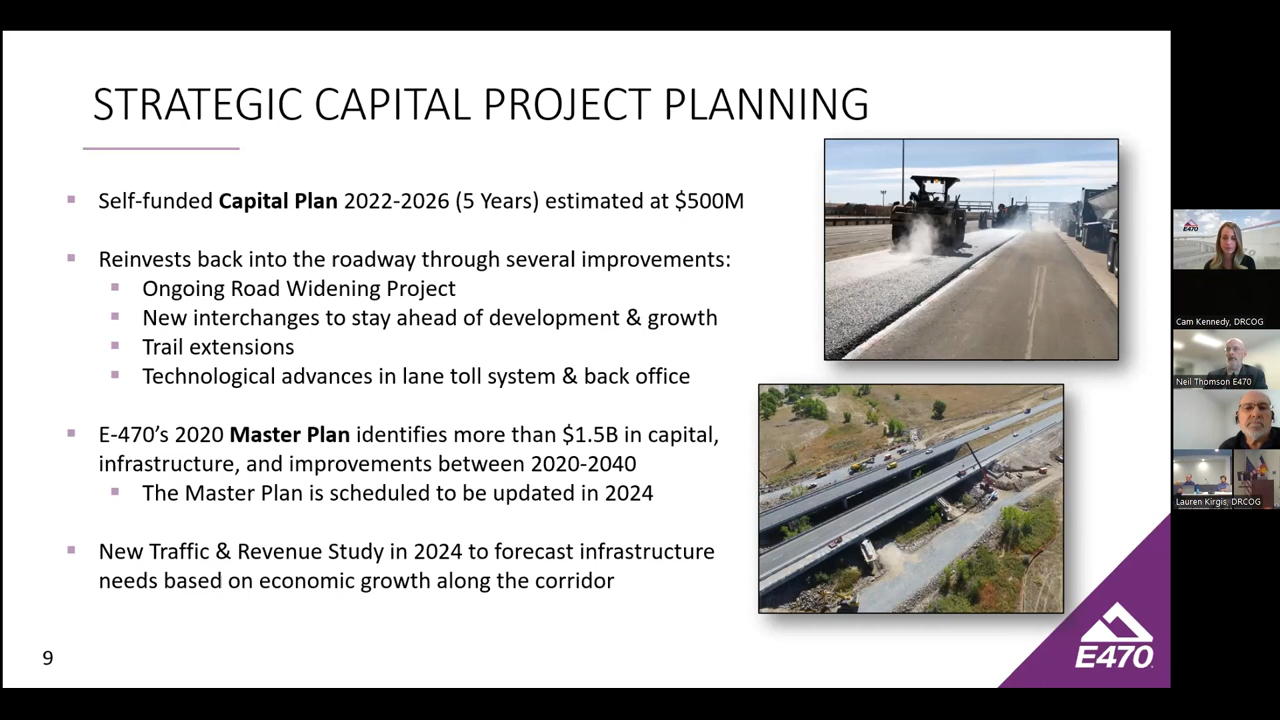 STRATEGIC CAPITAL PROJECT PLANNING
Self-funded Capital Plan 2022-2026 (5 Years) estimated at $500M
Reinvests back into the roadway through several improvements:
Ongoing Road Widening Project
New interchanges to stay ahead of development & growth
Trail extensions
Technological advances in lane toll system & back office
E-470’s 2020 Master Plan identifies more than $1.5B in capital,
infrastructure, and improvements between 2020-2040
The Master Plan is scheduled to be updated in 2024
New Traffic & Revenue Study in 2024 to forecast infrastructure
needs based on economic growth along the corridor
9
E470
E470
Cam Kennedy, DRCOG
Neil Thomson E470
Lauren Kirgis, DRCOG